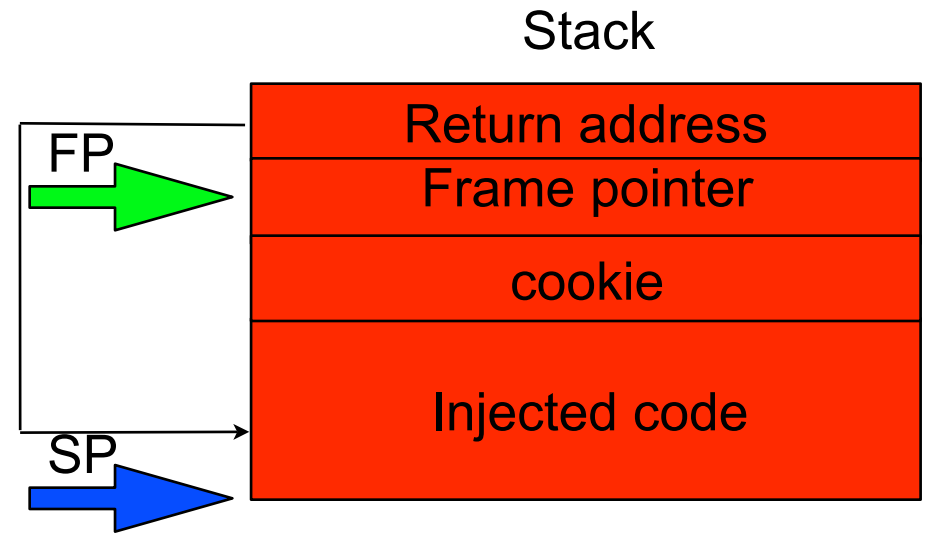 Stack
Return address
FP
Frame pointer
cookie
Injected code
SP